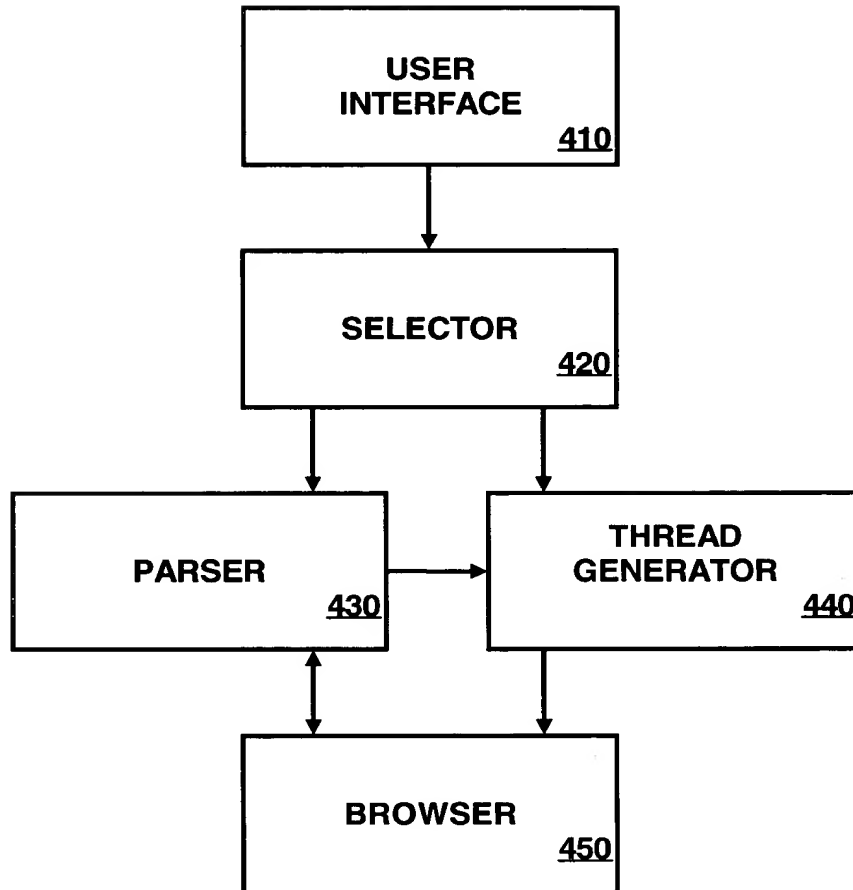 USER
INTERFACE
410
SELECTOR
420
PARSER
430
THREAD
GENERATOR
440
BROWSER
450